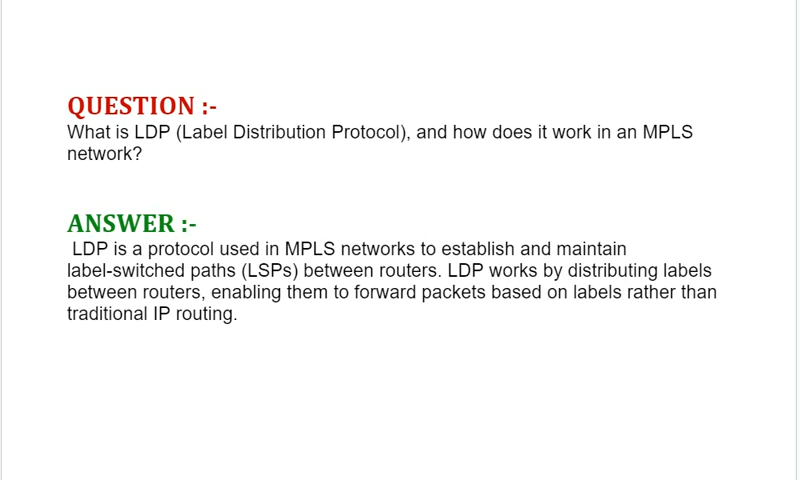 QUESTION :-
What is LDP (Label Distribution Protocol), and how does it work in an MPLS
network?
ANSWER :-
LDP is a protocol used in MPLS networks to establish and maintain
label-switched paths (LSPs) between routers. LDP works by distributing labels
between routers, enabling them to forward packets based on labels rather than
traditional IP routing.